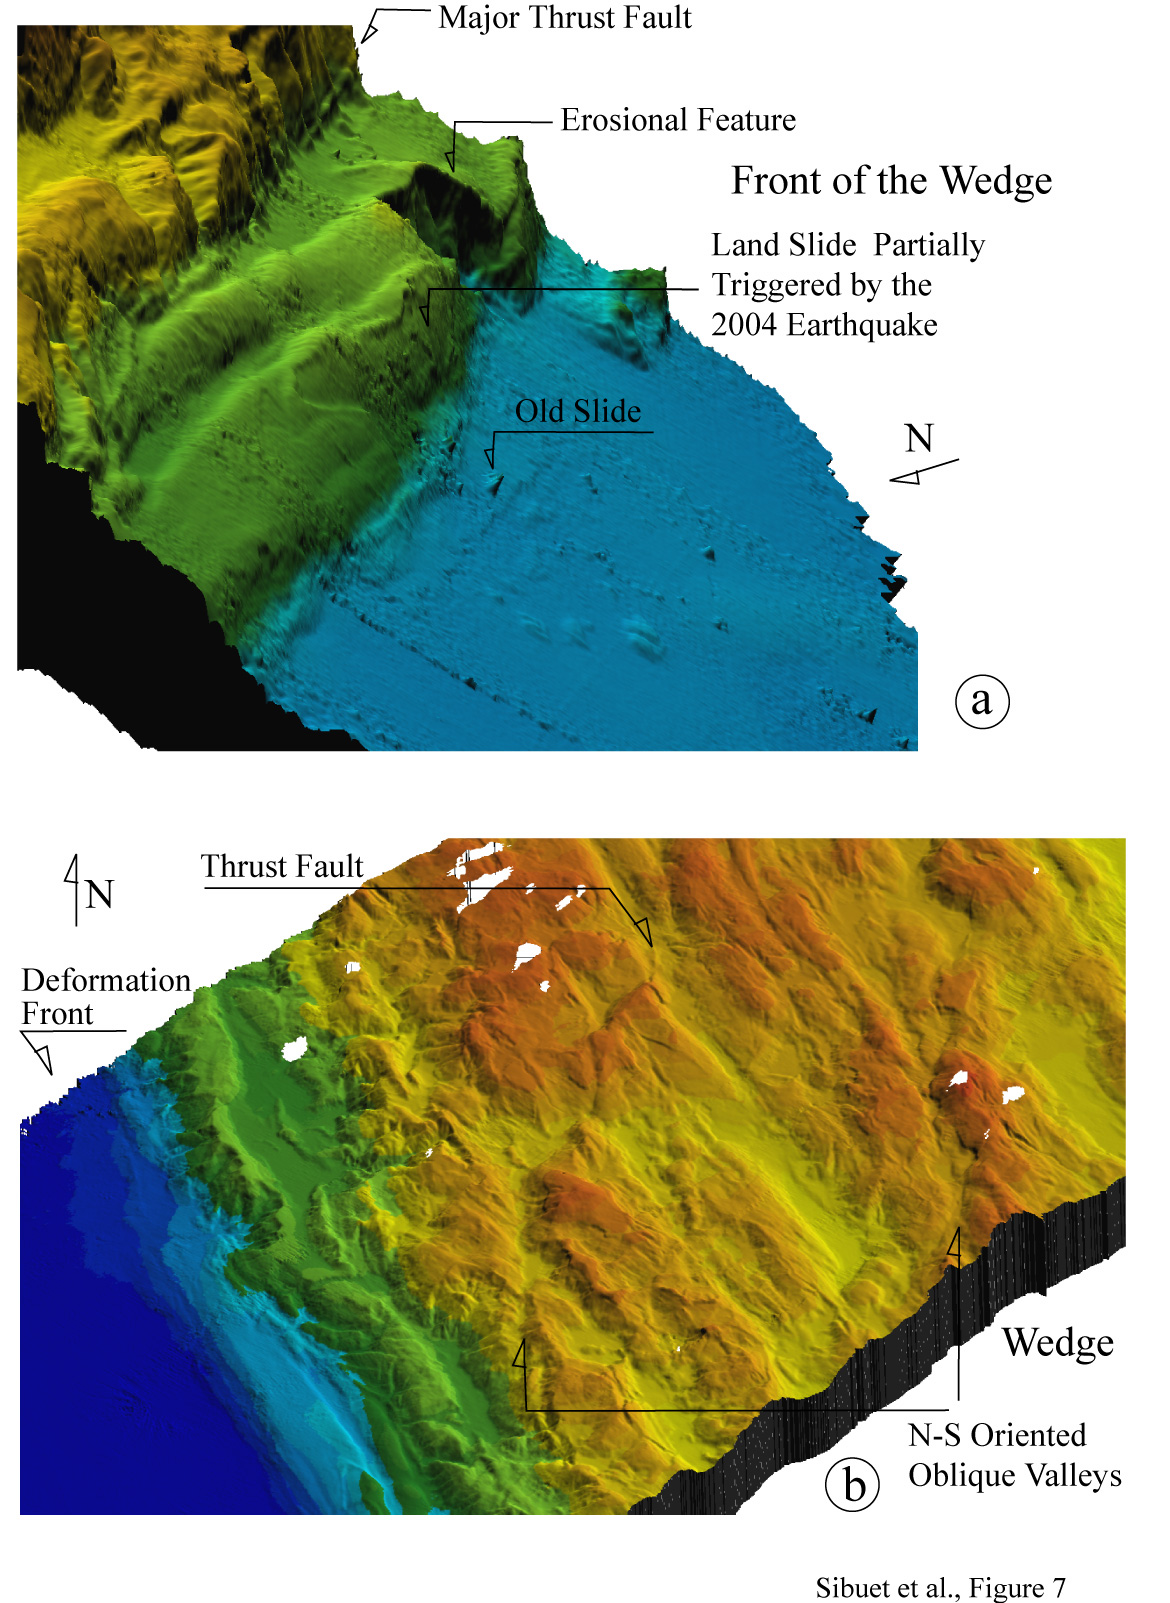 Major Thrust Fault
Erosional Feature
Front of the Wedge
Land Slide Partially
Triggered by the
2004 Earthquake
Old Slide
N
a
Thrust Fault
N
Deformation
Front
Wedge
N-S Oriented
Oblique Valleys
b
Sibuet et al., Figure 7